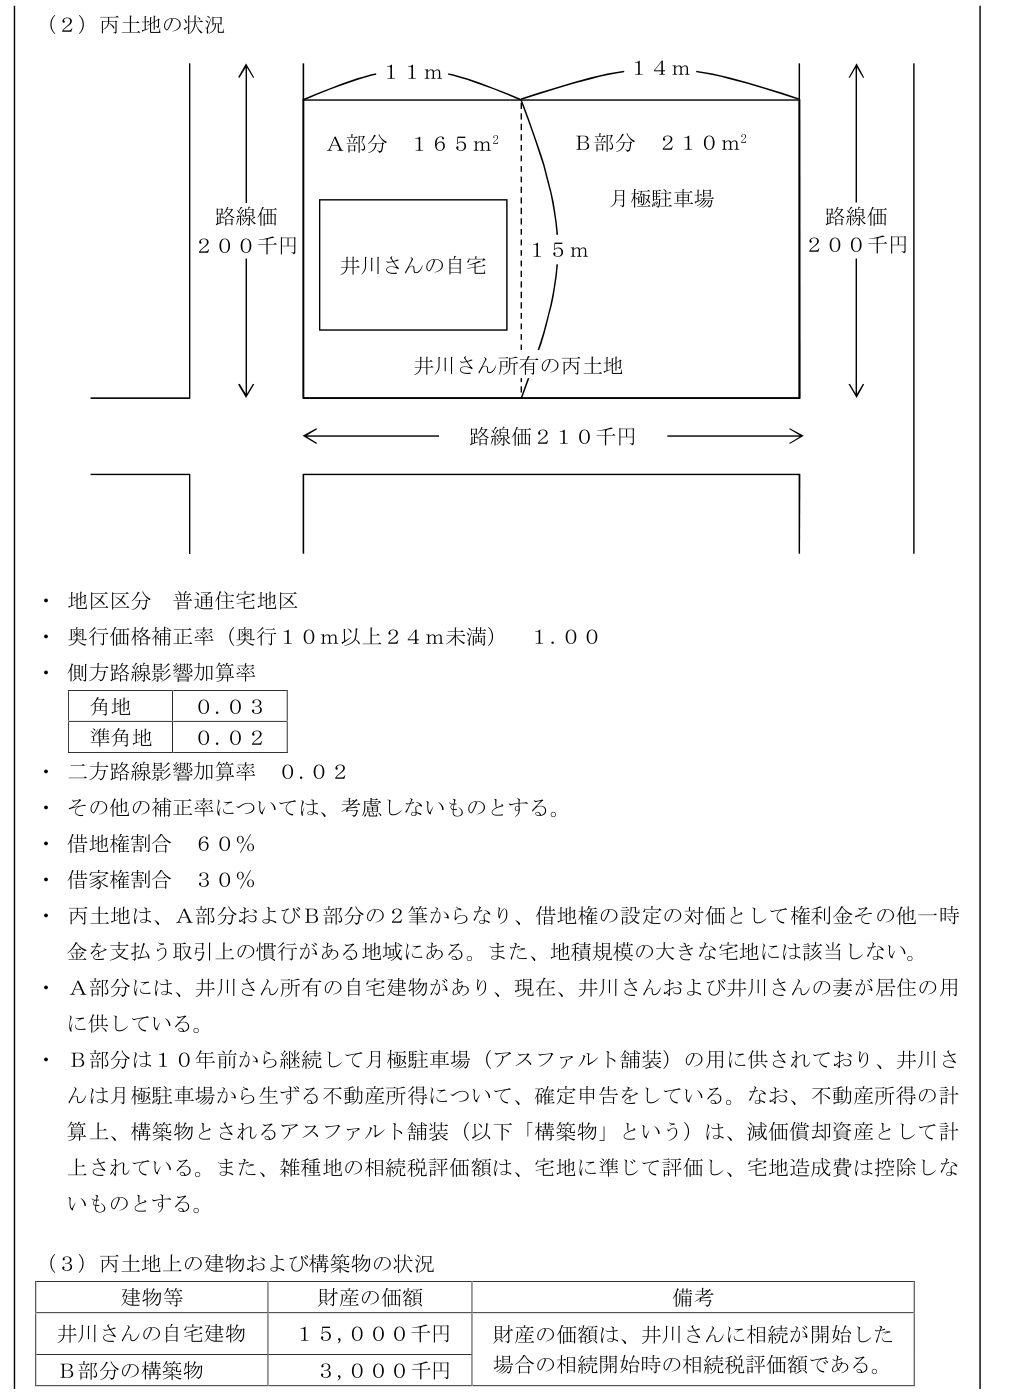 （２）丙土地の状況
１１ｍ
１４ｍ
Ａ部分　１６５ｍ²
Ｂ部分　２１０ｍ²
月極駐車場
路線価
２００千円
路線価
２００千円
１５ｍ
井川さんの自宅
井川さん所有の丙土地
路線価２１０千円
・ 地区区分　普通住宅地区
・ 奥行価格補正率（奥行１０ｍ以上２４ｍ未満）　１.００
・ 側方路線影響加算率
角地　０.０３
準角地　０.０２
・ 二方路線影響加算率　０.０２
・ その他の補正率については、考慮しないものとする。
・ 借地権割合　６０％
・ 借家権割合　３０％
・ 丙土地は、Ａ部分およびＢ部分の２筆からなり、借地権の設定の対価として権利金その他一時
金を支払う取引上の慣行がある地域にある。また、地積規模の大きな宅地には該当しない。
・ Ａ部分には、井川さん所有の自宅建物があり、現在、井川さんおよび井川さんの妻が居住の用
に供している。
・ Ｂ部分は１０年前から継続して月極駐車場（アスファルト舗装）の用に供されており、井川さ
んは月極駐車場から生ずる不動産所得について、確定申告をしている。なお、不動産所得の計
算上、構築物とされるアスファルト舗装（以下「構築物」という）は、減価償却資産として計
上されている。また、雑種地の相続税評価額は、宅地に準じて評価し、宅地造成費は控除しな
いものとする。
（３）丙土地上の建物および構築物の状況
建物等　財産の価額　備考
井川さんの自宅建物　１５,０００千円
Ｂ部分の構築物　３,０００千円
財産の価額は、井川さんに相続が開始した
場合の相続開始時の相続税評価額である。